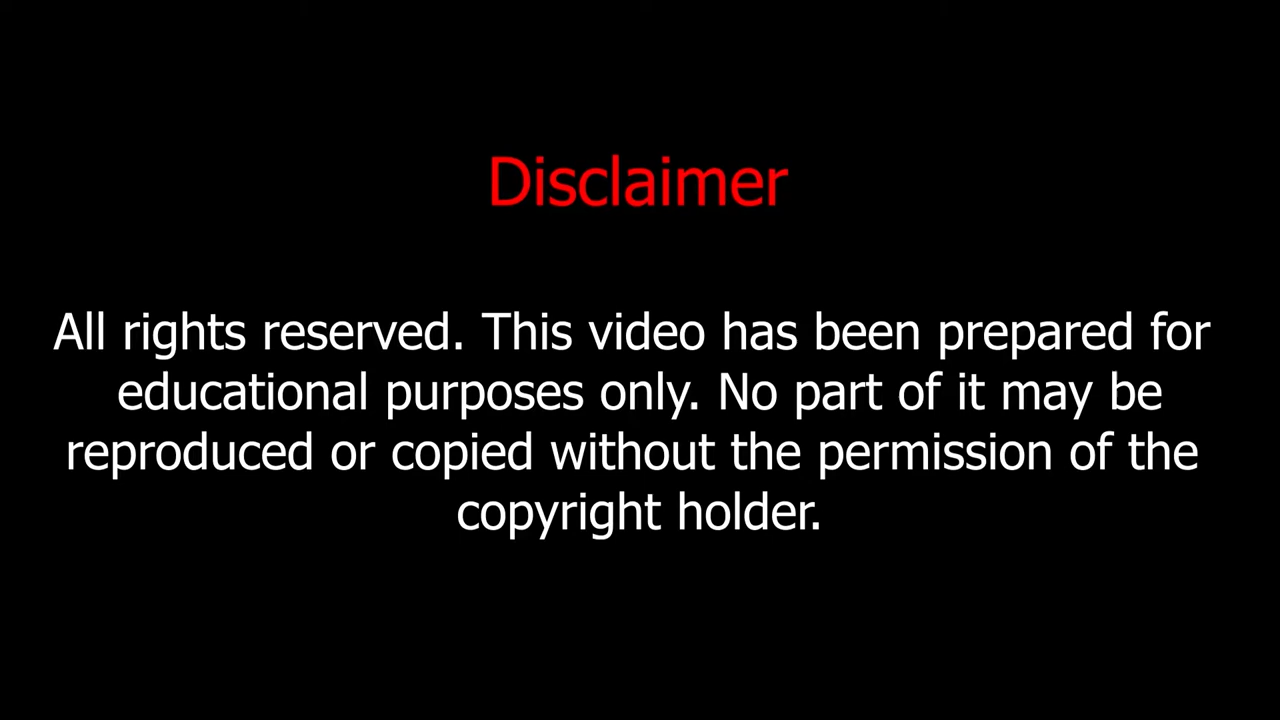 Disclaimer
All rights reserved. This video has been prepared for
educational purposes only. No part of it may be
reproduced or copied without the permission of the
copyright holder.